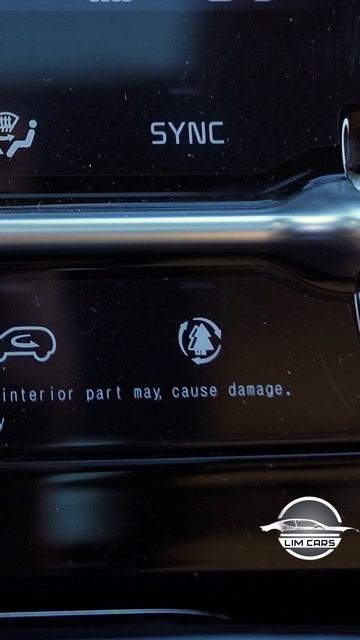 SYNC
interior part may cause damage.
LIM CARS